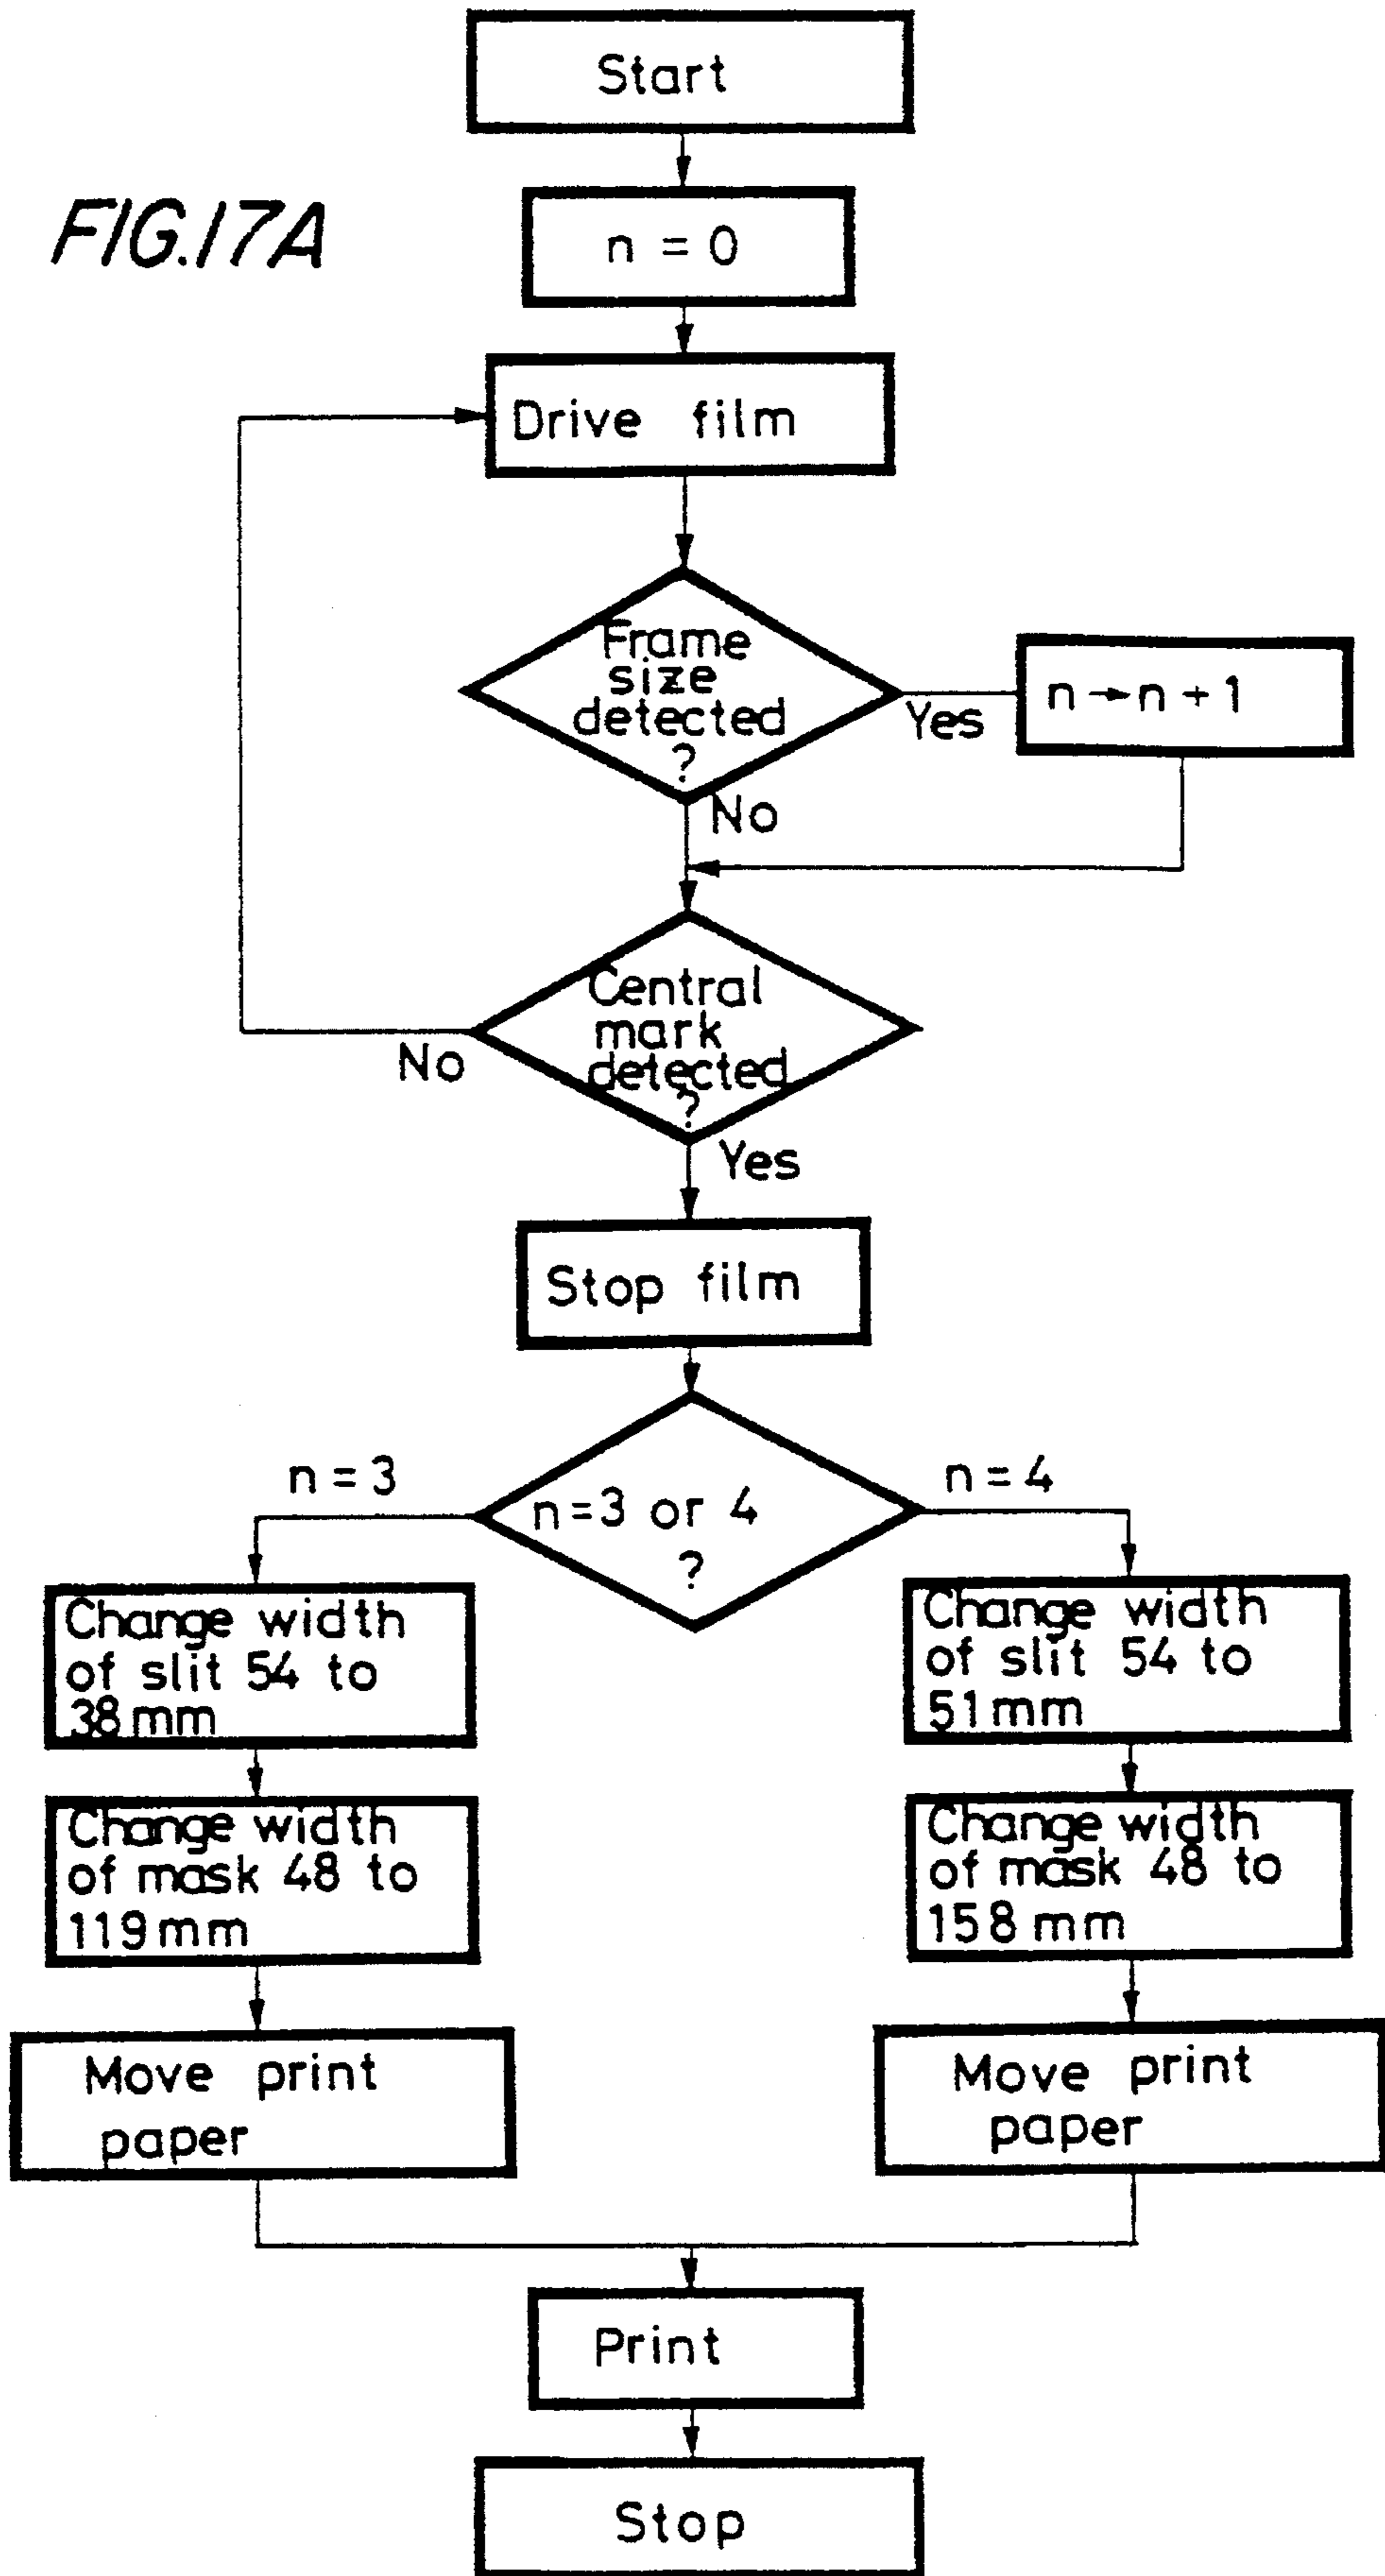 Start
FIG.17A
n = 0
Drive film
Frame
size
detected
?
Yes
n → n + 1
No
Central
mark
detected
?
No
Yes
Stop film
n = 3
n = 3 or 4
?
n = 4
Change width
of slit 54 to
38 mm
Change width
of slit 54 to
51 mm
Change width
of mask 48 to
119 mm
Change width
of mask 48 to
158 mm
Move print
paper
Move print
paper
Print
Stop